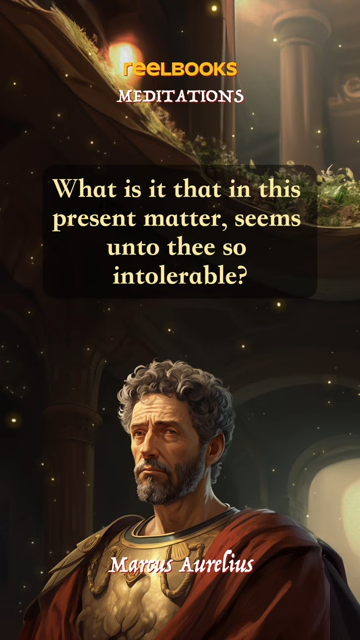 reelBOOKS
MEDITATIONS
What is it that in this
present matter, seems
unto thee so
intolerable?
Marcus Aurelius